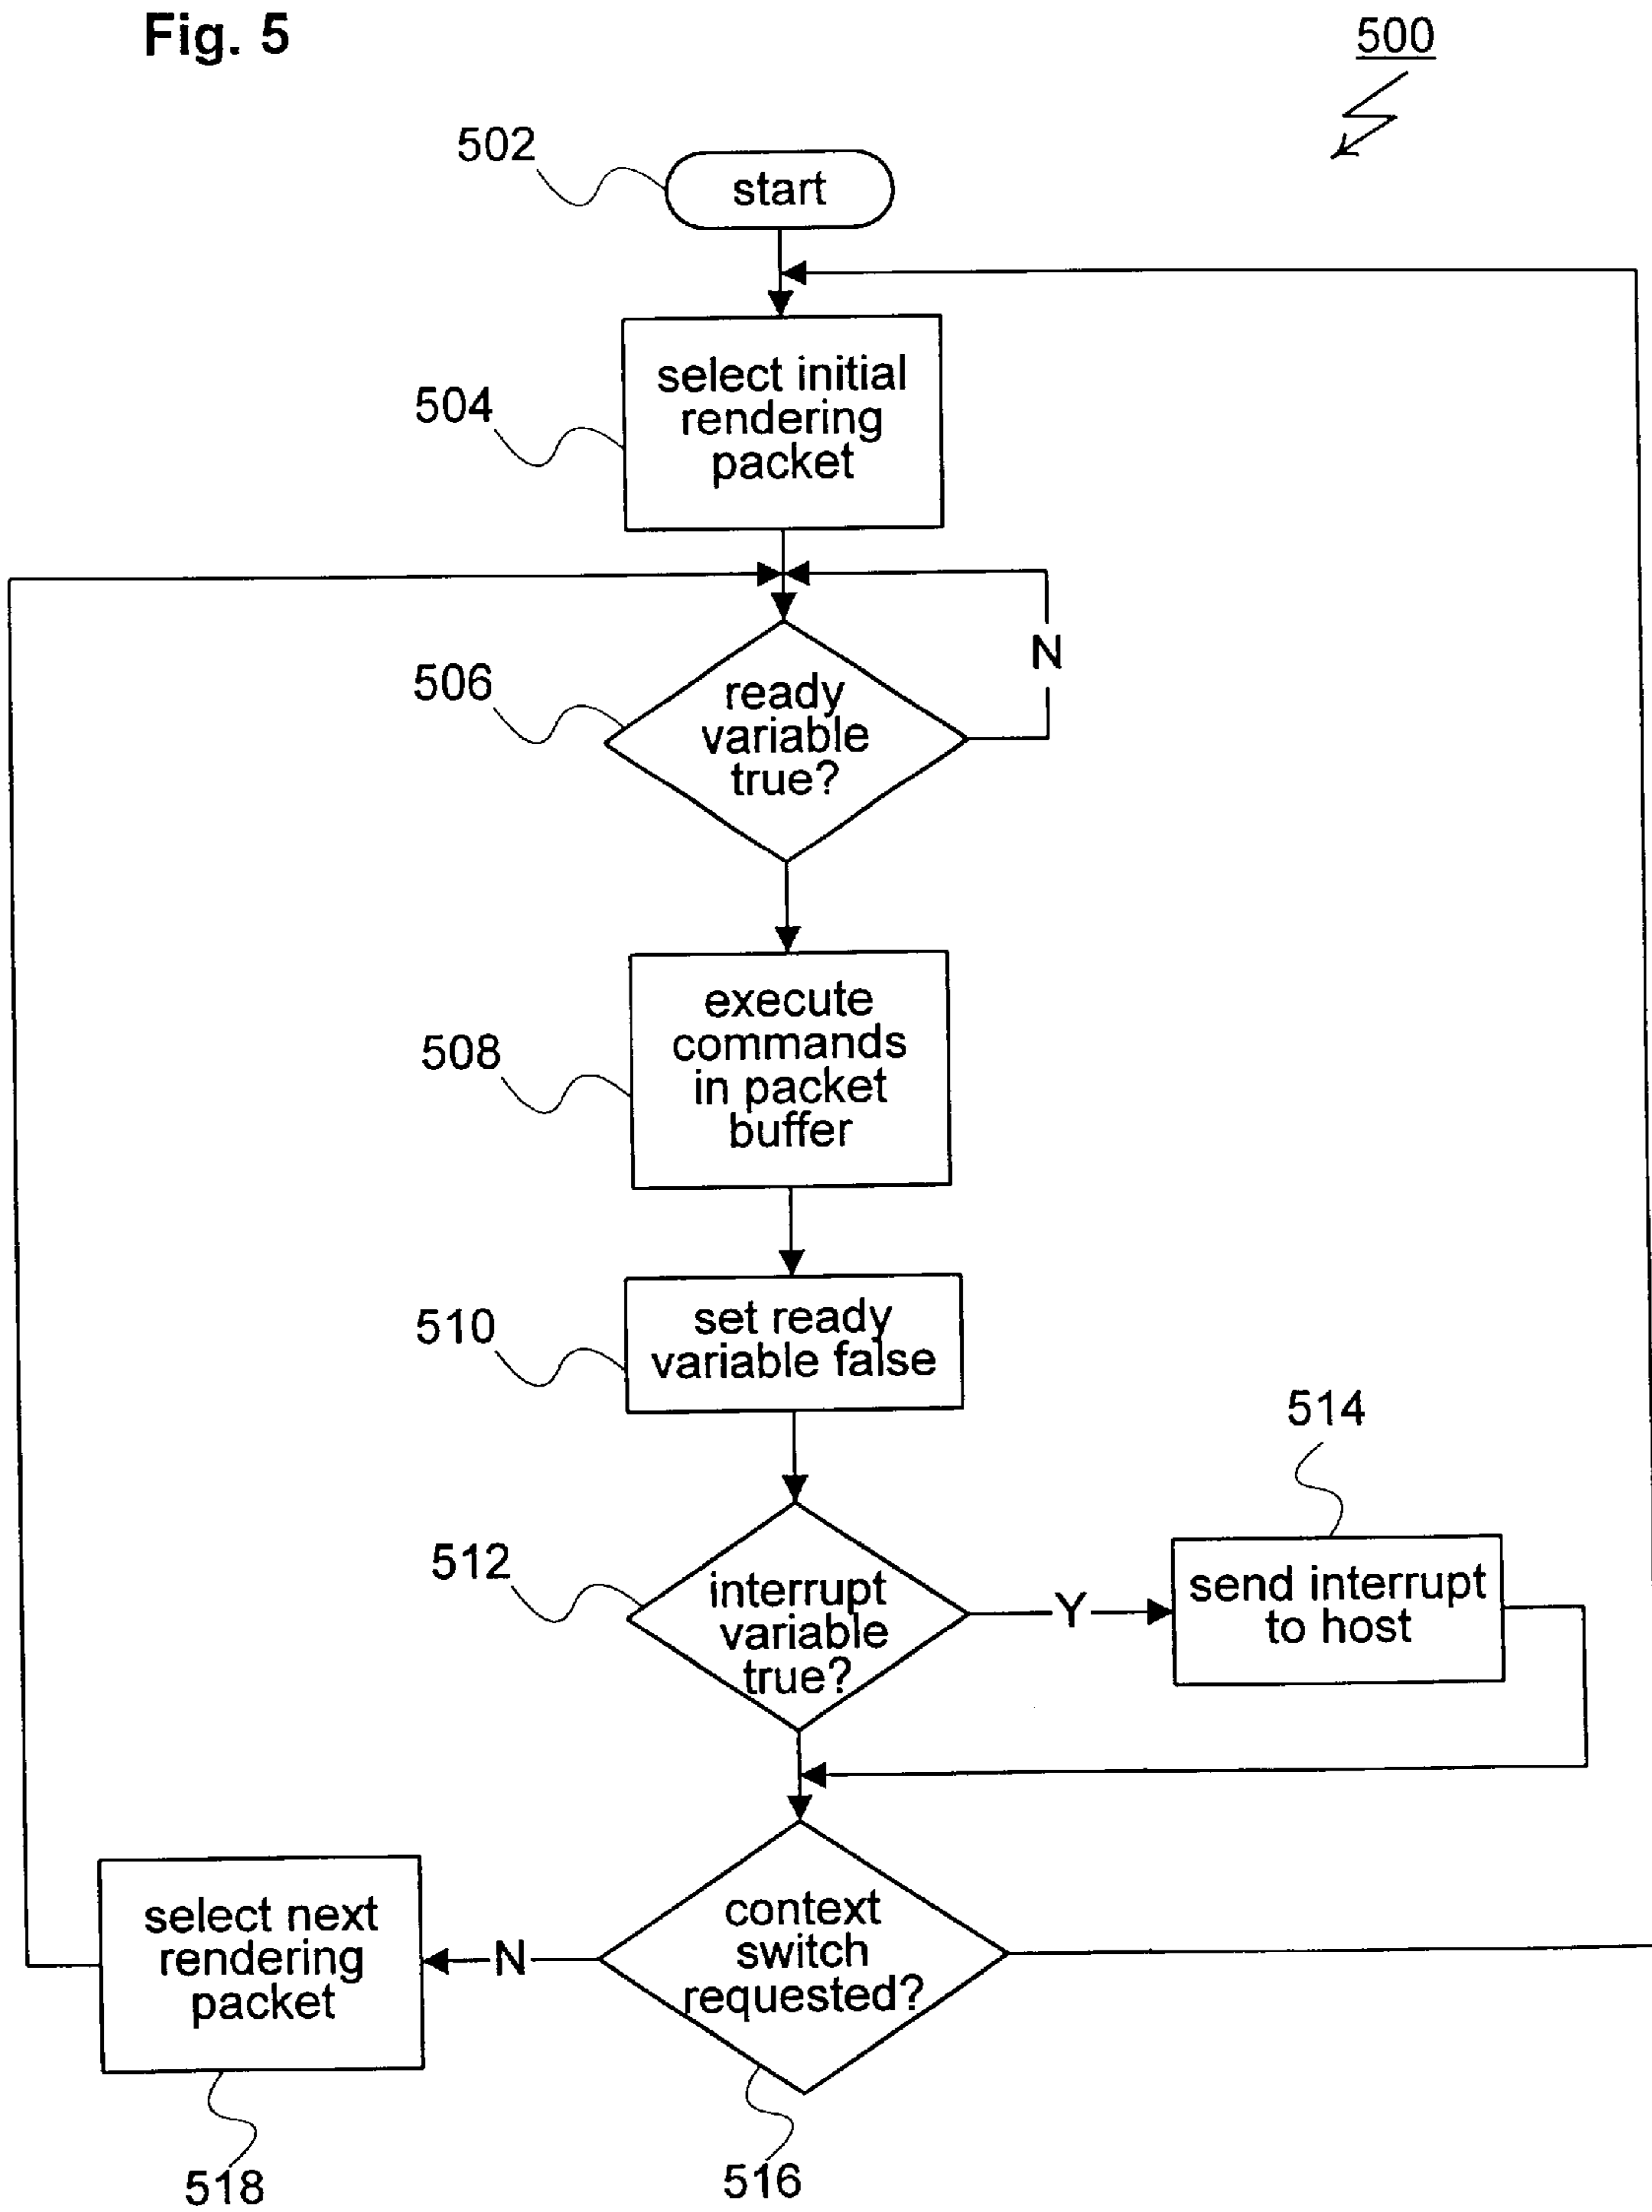 Fig. 5
500
502
start
504
select initial
rendering
packet
N
506
ready
variable
true?
508
execute
commands
in packet
buffer
510
set ready
variable false
514
512
interrupt
variable
true?
Y
send interrupt
to host
select next
rendering
packet
N
context
switch
requested?
518
516